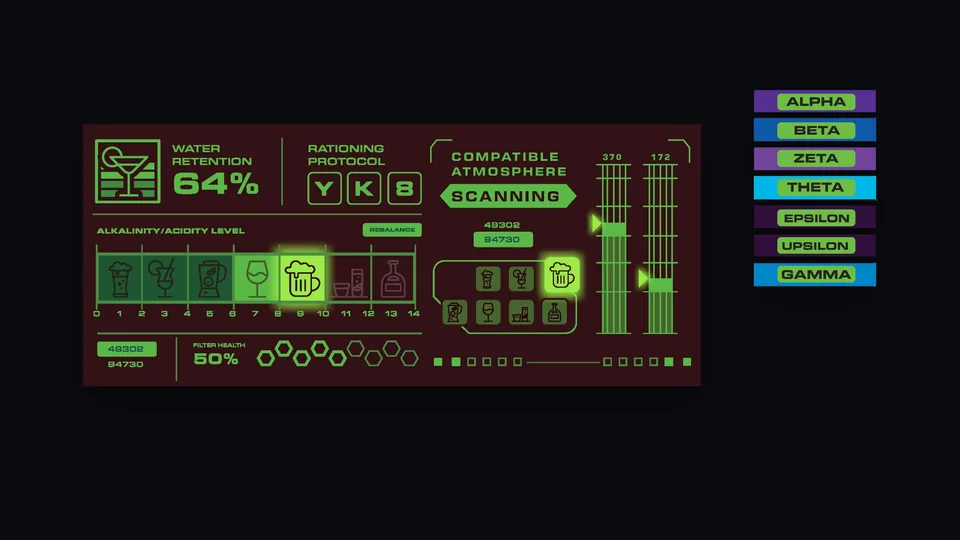 WATER
RETENTION
64%
RATIONING
PROTOCOL
Y K 8
ALKALINITY/ACIDITY LEVEL
REBALANCE
0 1 2 3 4 5 6 7 8 9 10 11 12 13 14
49302
94730
FILTER HEALTH
50%
COMPATIBLE
ATMOSPHERE
SCANNING
49302
94730
370
172
ALPHA
BETA
ZETA
THETA
EPSILON
UPSILON
GAMMA